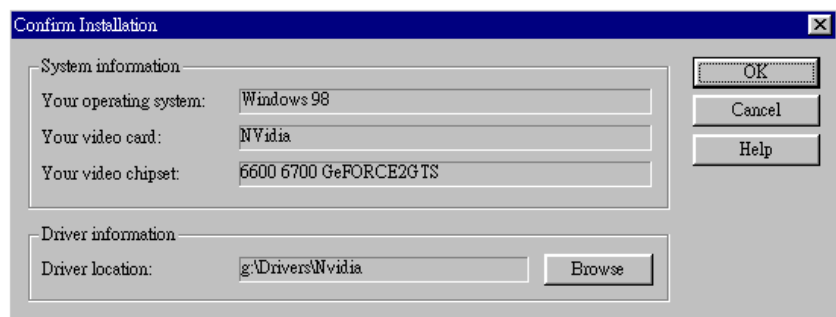 Confirm Installation
System information
Your operating system: Windows 98
Your video card: NVidia
Your video chipset: 6600 6700 GeFORCE2GTS
Driver information
Driver location: g:\Drivers\Nvidia Browse
OK
Cancel
Help